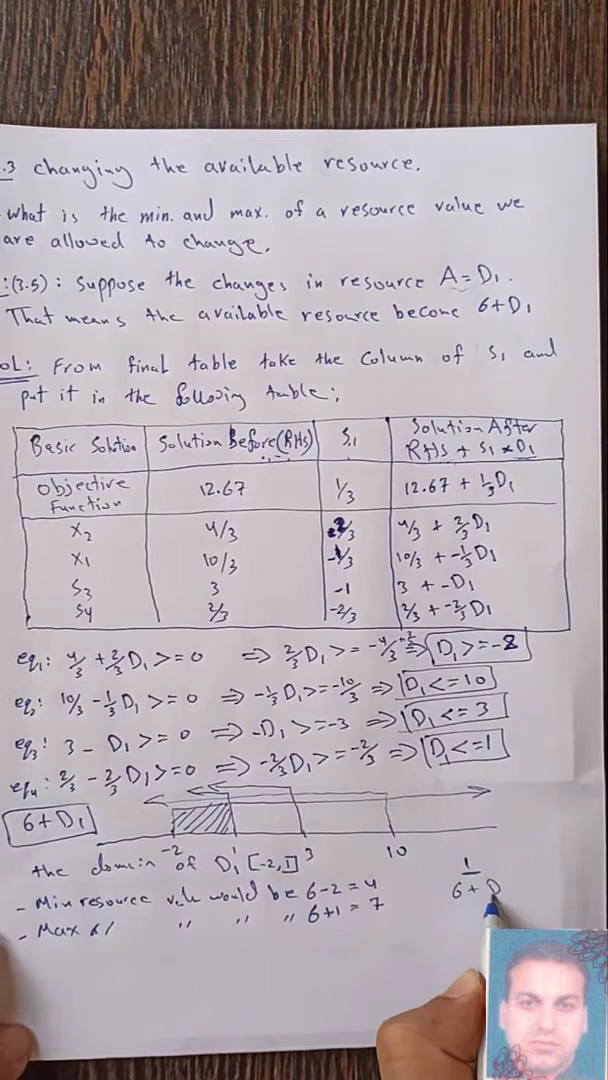 .3 changing the available resource.
what is the min. and max. of a resource value we
are allowed to change.
:(3.5): suppose the changes in resource A = D1.
That means the available resource become 6+D1
OL: From final table take the column of S1 and
put it in the following table;
Basic Solution Solution Before(RHS) S1 Solution After RHS + S1 * D1
Objective Function 12.67 1/3 12.67 + 1/3 D1
X2 4/3 2/3 4/3 + 2/3 D1
X1 10/3 -1/3 10/3 + -1/3 D1
S3 3 -1 3 + -D1
S4 2/3 -2/3 2/3 + -2/3 D1
eq1: 4/3 + 2/3 D1 >= 0 => 2/3 D1 >= -4/3 => D1 >= -2
eq2: 10/3 - 1/3 D1 >= 0 => -1/3 D1 >= -10/3 => D1 <= 10
eq3: 3 - D1 >= 0 => -D1 >= -3 => D1 <= 3
eq4: 2/3 - 2/3 D1 >= 0 => -2/3 D1 >= -2/3 => D1 <= 1
6+D1
-2 1 3 10
the domain of D1 [-2,1]
- Min resource value would be 6-2 = 4
- Max // // // // 6+1 = 7
1
6 + D